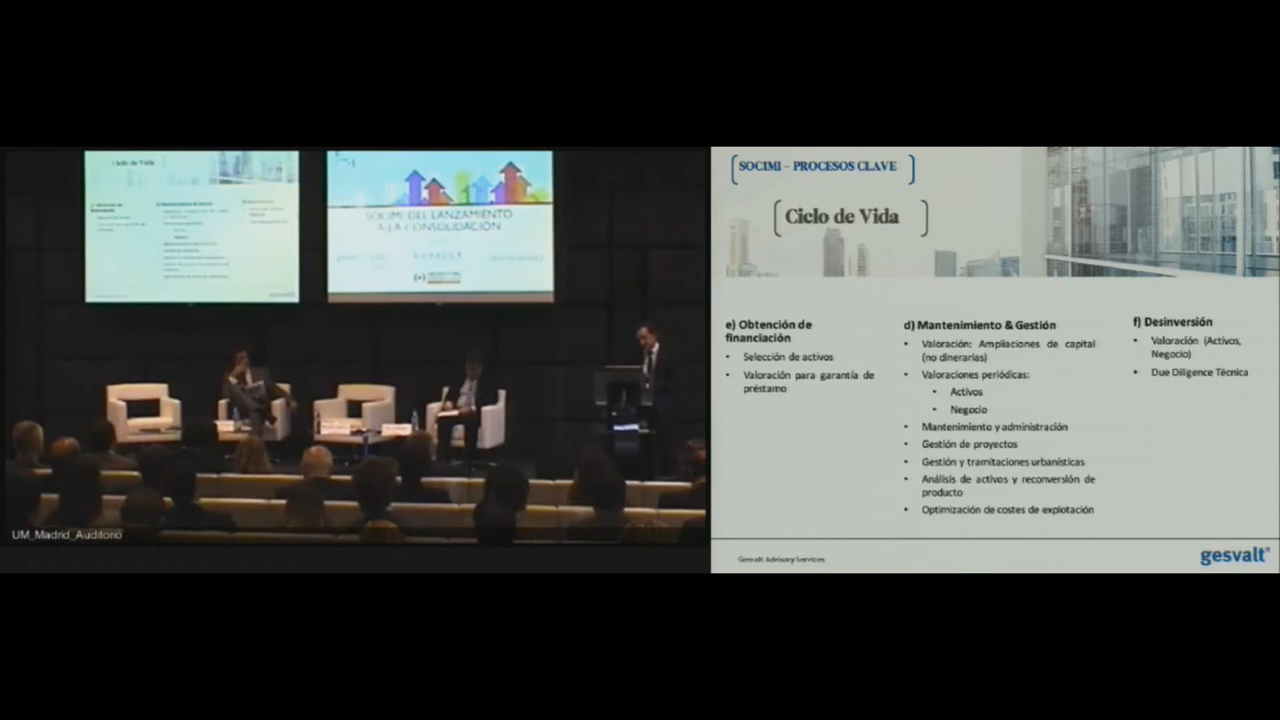 Ciclo de Vida
SOCIMI DEL LANZAMIENTO
A LA CONSOLIDACIÓN
UM_Madrid_Auditorio
SOCIMI – PROCESOS CLAVE
Ciclo de Vida
e) Obtención de
financiación
• Selección de activos
• Valoración para garantía de
préstamo
d) Mantenimiento & Gestión
• Valoración: Ampliaciones de capital
(no dinerarias)
• Valoraciones periódicas:
• Activos
• Negocio
• Mantenimiento y administración
• Gestión de proyectos
• Gestión y tramitaciones urbanísticas
• Análisis de activos y reconversión de
producto
• Optimización de costes de explotación
f) Desinversión
• Valoración (Activos,
Negocio)
• Due Diligence Técnica
Gesvalt Advisory Services
gesvalt®